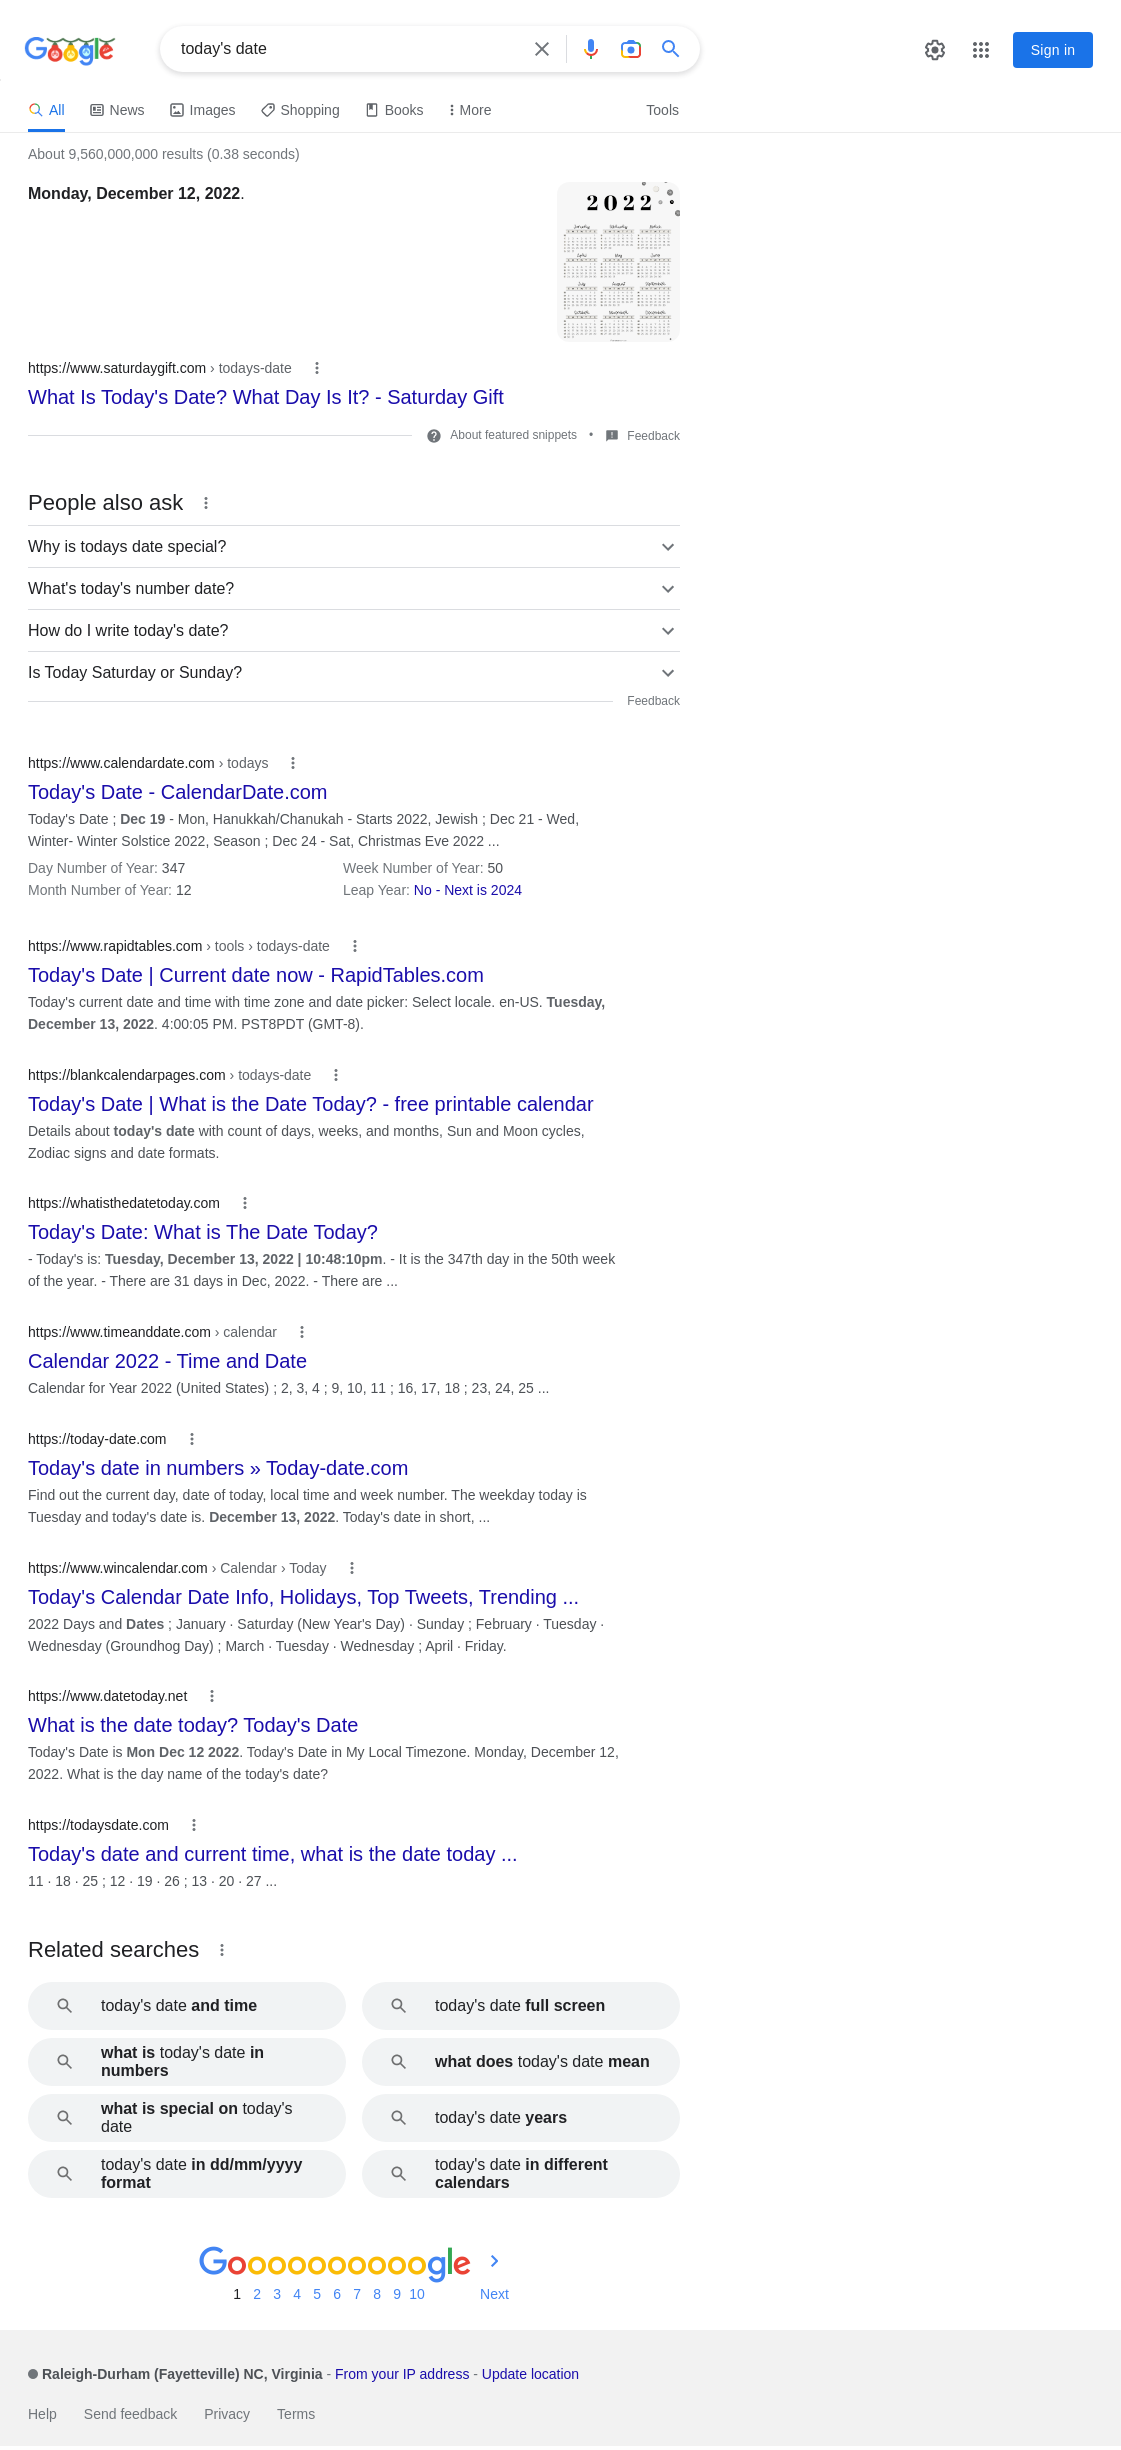 Google
today's date
Sign in
All
News
Images
Shopping
Books
More
Tools
About 9,560,000,000 results (0.38 seconds)
Monday, December 12, 2022.
2022
https://www.saturdaygift.com › todays-date
What Is Today's Date? What Day Is It? - Saturday Gift
About featured snippets • Feedback
People also ask
Why is todays date special?
What's today's number date?
How do I write today's date?
Is Today Saturday or Sunday?
Feedback
https://www.calendardate.com › todays
Today's Date - CalendarDate.com
Today's Date ; Dec 19 - Mon, Hanukkah/Chanukah - Starts 2022, Jewish ; Dec 21 - Wed,
Winter- Winter Solstice 2022, Season ; Dec 24 - Sat, Christmas Eve 2022 ...
Day Number of Year: 347
Week Number of Year: 50
Month Number of Year: 12
Leap Year: No - Next is 2024
https://www.rapidtables.com › tools › todays-date
Today's Date | Current date now - RapidTables.com
Today's current date and time with time zone and date picker: Select locale. en-US. Tuesday,
December 13, 2022. 4:00:05 PM. PST8PDT (GMT-8).
https://blankcalendarpages.com › todays-date
Today's Date | What is the Date Today? - free printable calendar
Details about today's date with count of days, weeks, and months, Sun and Moon cycles,
Zodiac signs and date formats.
https://whatisthedatetoday.com
Today's Date: What is The Date Today?
- Today's is: Tuesday, December 13, 2022 | 10:48:10pm. - It is the 347th day in the 50th week
of the year. - There are 31 days in Dec, 2022. - There are ...
https://www.timeanddate.com › calendar
Calendar 2022 - Time and Date
Calendar for Year 2022 (United States) ; 2, 3, 4 ; 9, 10, 11 ; 16, 17, 18 ; 23, 24, 25 ...
https://today-date.com
Today's date in numbers » Today-date.com
Find out the current day, date of today, local time and week number. The weekday today is
Tuesday and today's date is. December 13, 2022. Today's date in short, ...
https://www.wincalendar.com › Calendar › Today
Today's Calendar Date Info, Holidays, Top Tweets, Trending ...
2022 Days and Dates ; January · Saturday (New Year's Day) · Sunday ; February · Tuesday ·
Wednesday (Groundhog Day) ; March · Tuesday · Wednesday ; April · Friday.
https://www.datetoday.net
What is the date today? Today's Date
Today's Date is Mon Dec 12 2022. Today's Date in My Local Timezone. Monday, December 12,
2022. What is the day name of the today's date?
https://todaysdate.com
Today's date and current time, what is the date today ...
11 · 18 · 25 ; 12 · 19 · 26 ; 13 · 20 · 27 ...
Related searches
today's date and time
today's date full screen
what is today's date in
numbers
what does today's date mean
what is special on today's
date
today's date years
today's date in dd/mm/yyyy
format
today's date in different
calendars
Goooooooooogle
1 2 3 4 5 6 7 8 9 10 Next
Raleigh-Durham (Fayetteville) NC, Virginia - From your IP address - Update location
Help Send feedback Privacy Terms